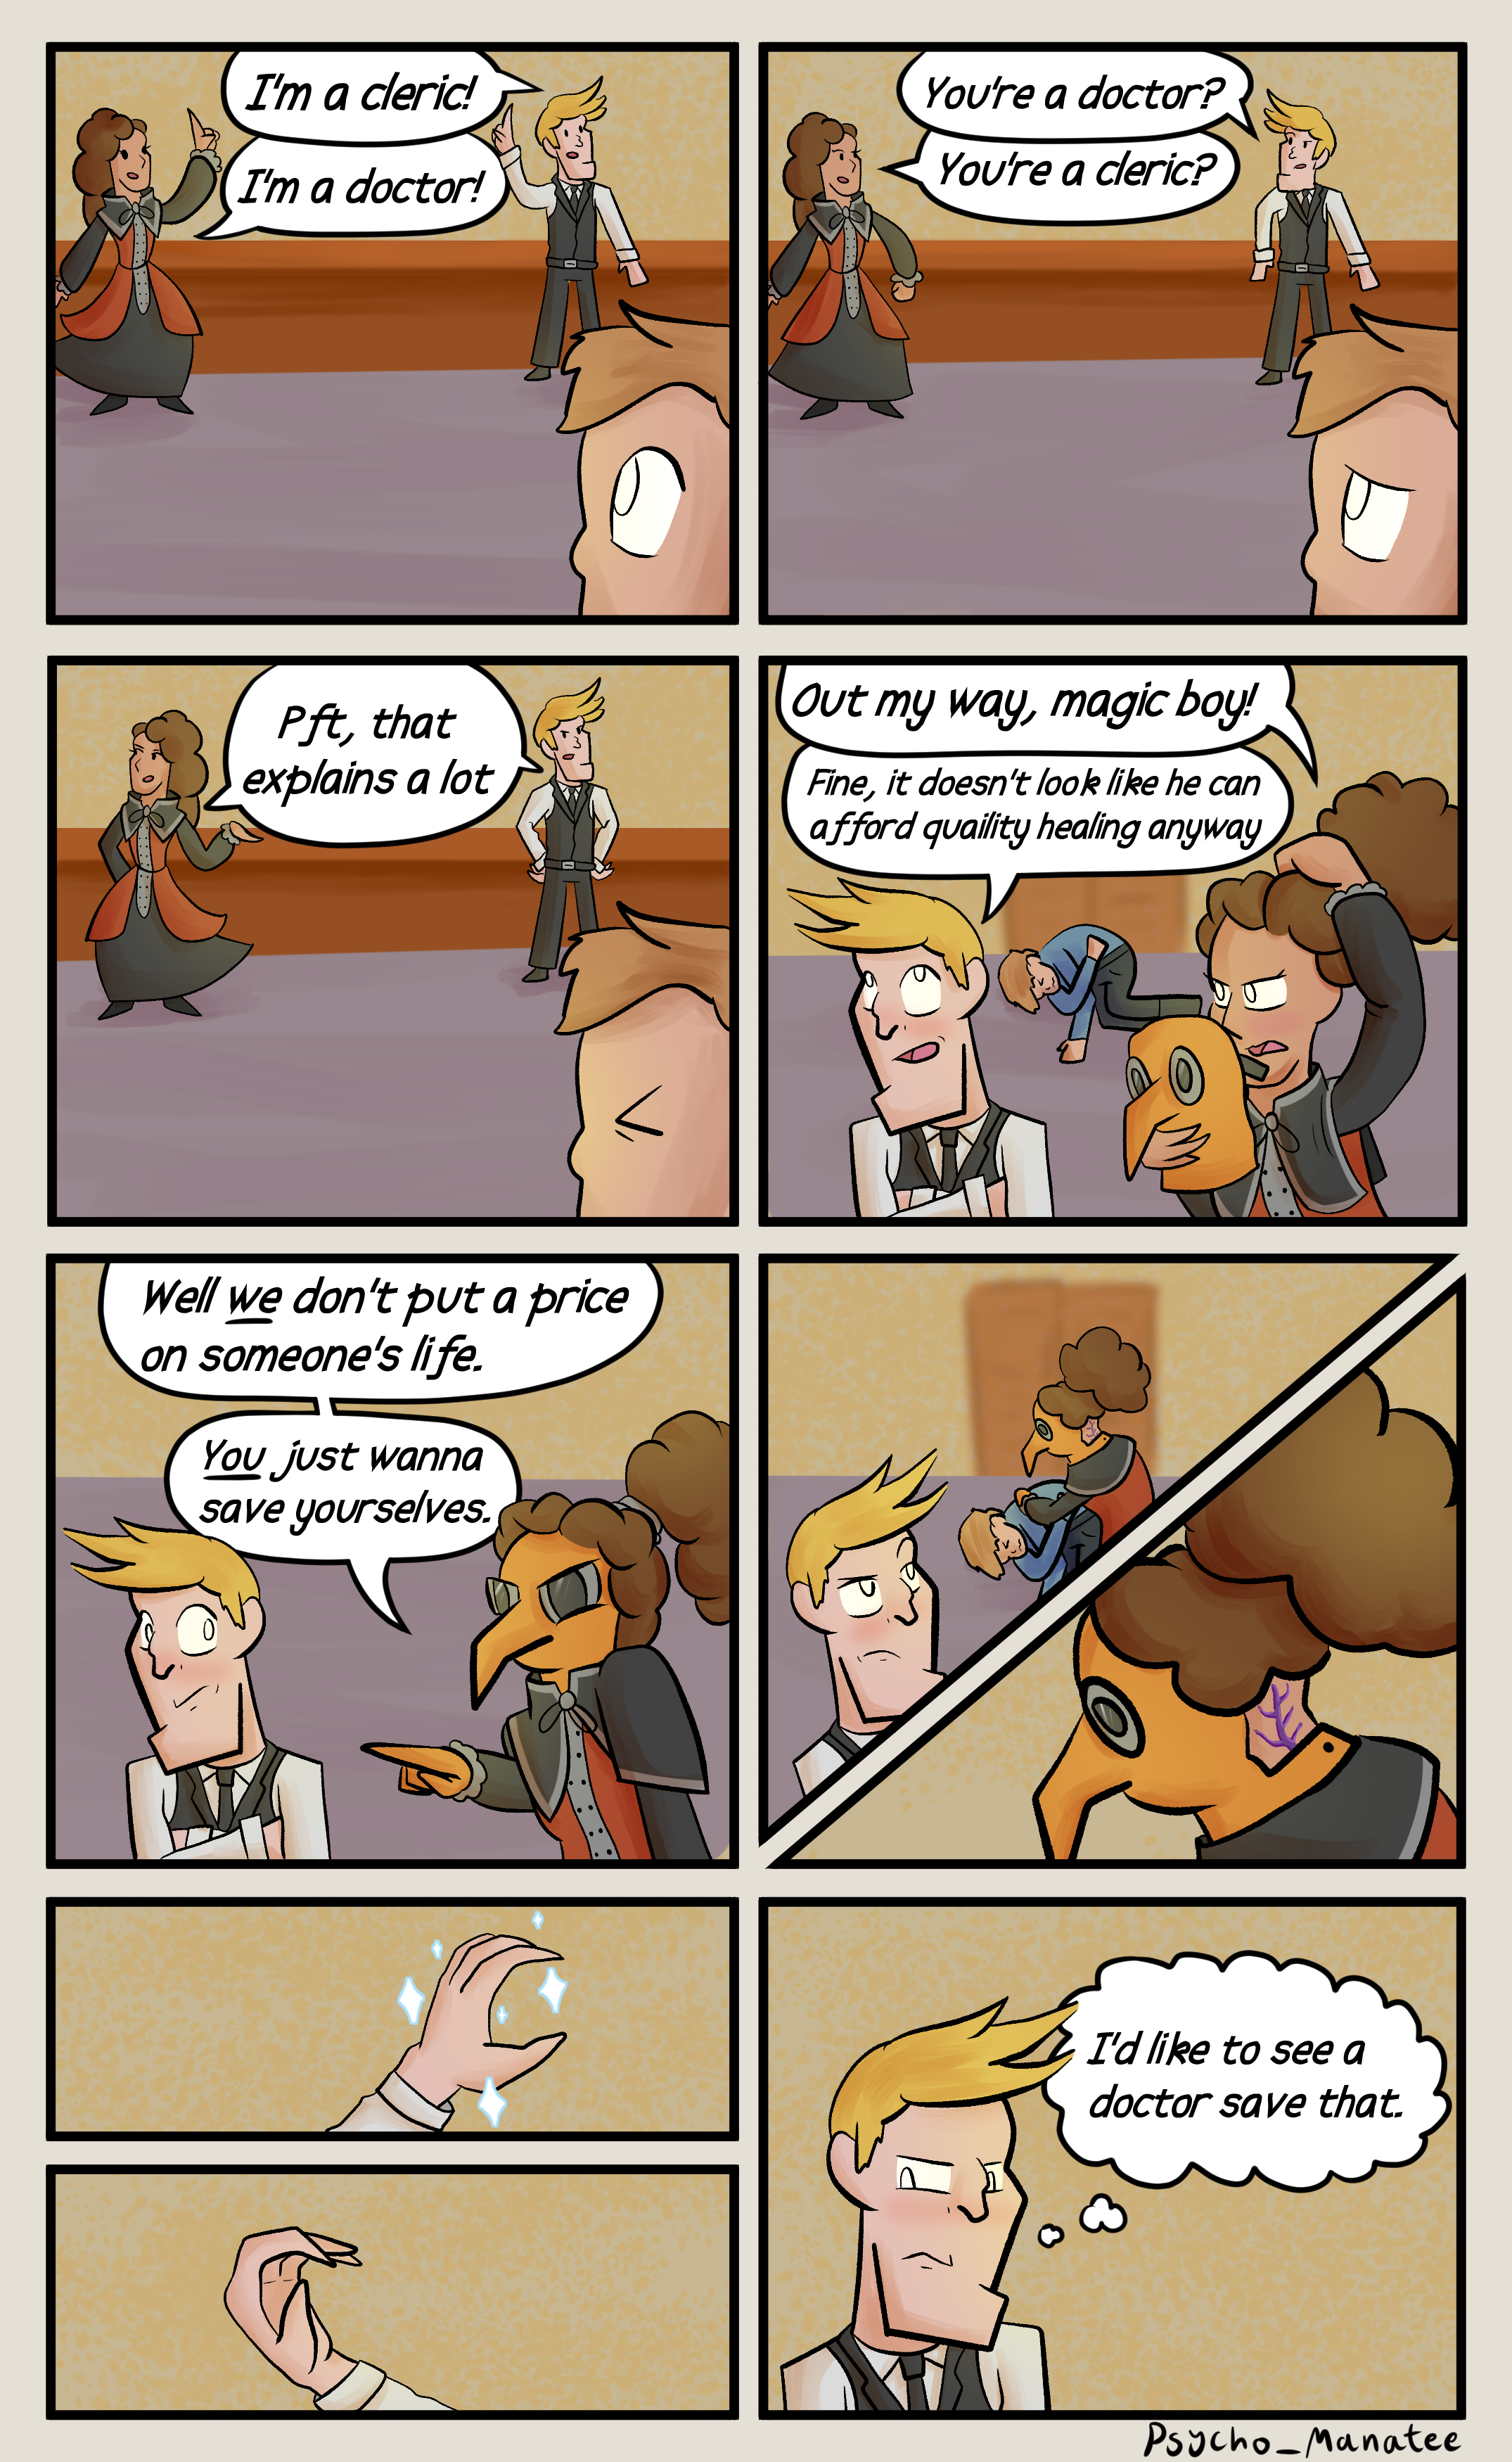 I'm a cleric!
I'm a doctor!
You're a doctor?
You're a cleric?
Pft, that
explains a lot
Out my way, magic boy!
Fine, it doesn't look like he can
afford quaility healing anyway
Well we don't put a price
on someone's life.
You just wanna
save yourselves.
I'd like to see a
doctor save that.
Psycho_Manatee